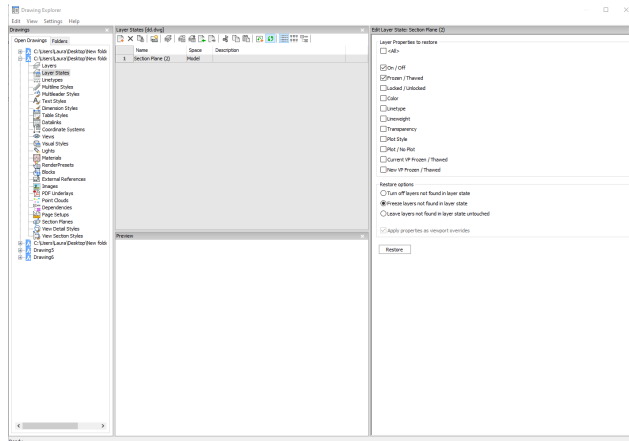 Drawing Explorer
Edit View Settings Help
Drawings
Open Drawings Folders
C:\Users\Laura\Desktop\New folde
C:\Users\Laura\Desktop\New folde
Layers
Layer States
Linetypes
Multiline Styles
Multileader Styles
Text Styles
Dimension Styles
Table Styles
Datalinks
Coordinate Systems
Views
Visual Styles
Lights
Materials
RenderPresets
Blocks
External References
Images
PDF Underlays
Point Clouds
Dependencies
Page Setups
Section Planes
View Detail Styles
View Section Styles
C:\Users\Laura\Desktop\New folde
Drawing5
Drawing6
Layer States [dd.dwg]
Name Space Description
1 Section Plane (2) Model
Preview
Edit Layer State: Section Plane (2)
Layer Properties to restore
<All>
On / Off
Frozen / Thawed
Locked / Unlocked
Color
Linetype
Lineweight
Transparency
Plot Style
Plot / No Plot
Current VP Frozen / Thawed
New VP Frozen / Thawed
Restore options
Turn off layers not found in layer state
Freeze layers not found in layer state
Leave layers not found in layer state untouched
Apply properties as viewport overrides
Restore